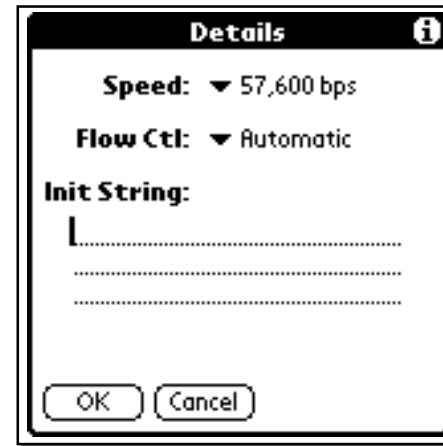 Details i
Speed: 57,600 bps
Flow Ctl: Automatic
Init String:
OK Cancel